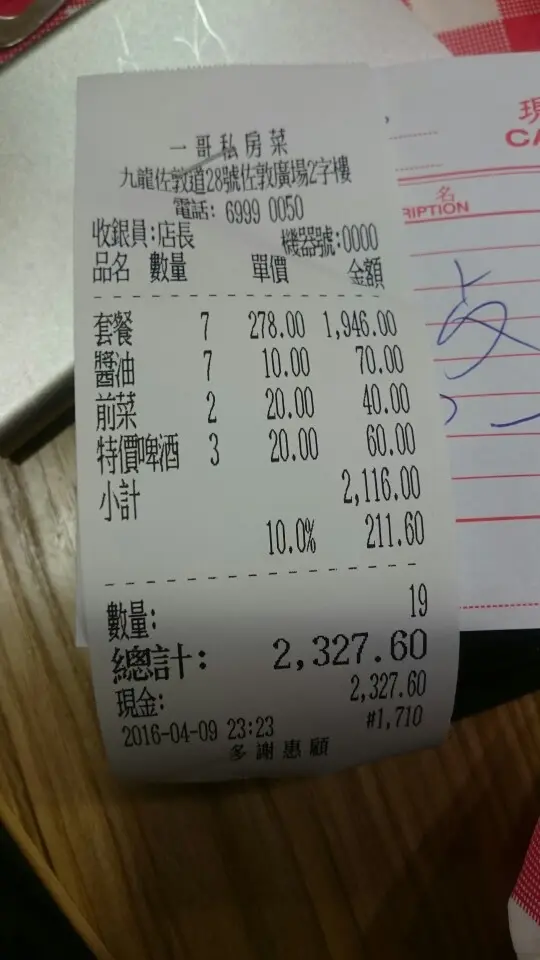 一哥私房菜
九龍佐敦道28號佐敦廣場2字樓
電話: 6999 0050
收銀員:店長 機器號:0000
品名 數量 單價 金額
套餐 7 278.00 1,946.00
醬油 7 10.00 70.00
前菜 2 20.00 40.00
特價啤酒 3 20.00 60.00
小計 2,116.00
10.0% 211.60
數量: 19
總計: 2,327.60
現金: 2,327.60
2016-04-09 23:23 #1,710
多謝惠顧
現
CA
名
RIPTION